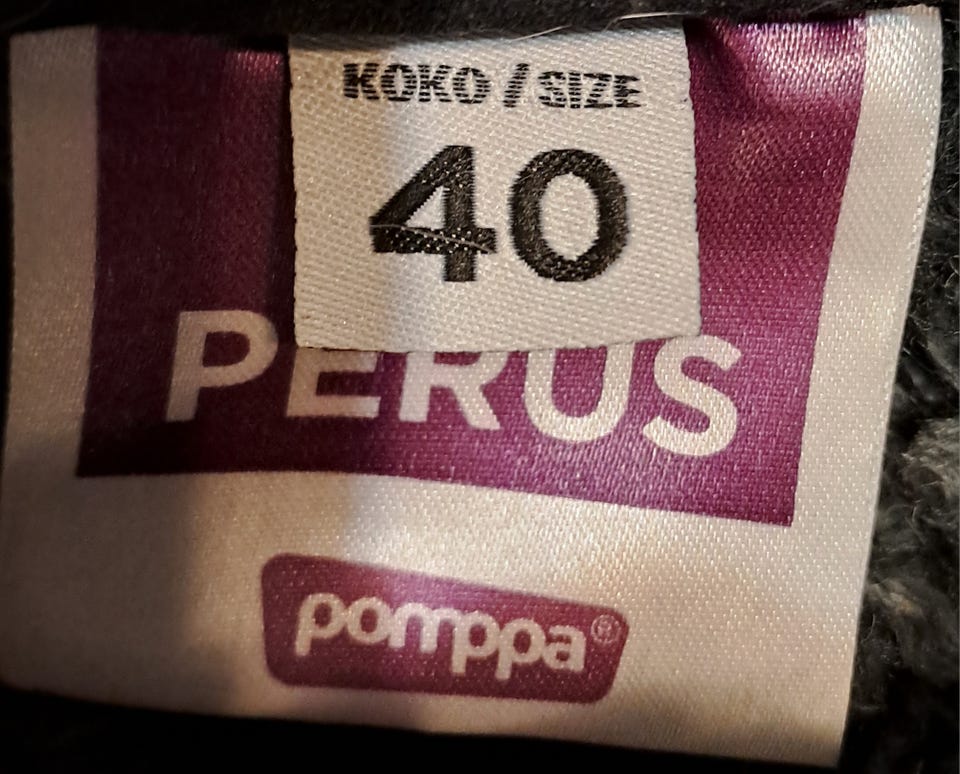 KOKO / SIZE
40
PERUS
pomppa®